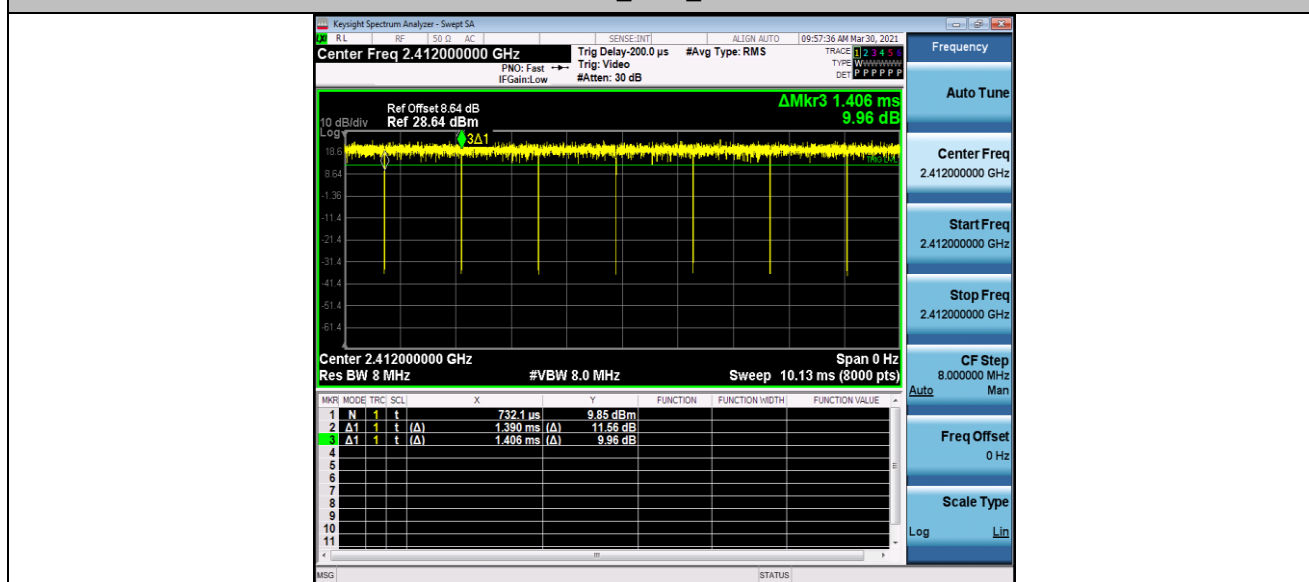 Keysight Spectrum Analyzer - Swept SA
RL RF 50 Ω AC SENSE:INT ALIGN AUTO 09:57:36 AM Mar 30, 2021
Center Freq 2.412000000 GHz
PNO: Fast
IFGain:Low
Trig Delay-200.0 µs
Trig: Video
#Atten: 30 dB
#Avg Type: RMS
TRACE 1 2 3 4 5 6
TYPE W
DET P P P P P P
Ref Offset 8.64 dB
10 dB/div Ref 28.64 dBm
Log
ΔMkr3 1.406 ms
9.96 dB
3Δ1
18.6
8.64
-1.36
-11.4
-21.4
-31.4
-41.4
-51.4
-61.4
Center 2.412000000 GHz Span 0 Hz
Res BW 8 MHz #VBW 8.0 MHz Sweep 10.13 ms (8000 pts)
MKR MODE TRC SCL X Y FUNCTION FUNCTION WIDTH FUNCTION VALUE
1 N 1 t 732.1 µs 9.85 dBm
2 Δ1 1 t (Δ) 1.390 ms (Δ) 11.56 dB
3 Δ1 1 t (Δ) 1.406 ms (Δ) 9.96 dB
4
5
6
7
8
9
10
11
MSG STATUS
Frequency
Auto Tune
Center Freq
2.412000000 GHz
Start Freq
2.412000000 GHz
Stop Freq
2.412000000 GHz
CF Step
8.000000 MHz
Auto Man
Freq Offset
0 Hz
Scale Type
Log Lin